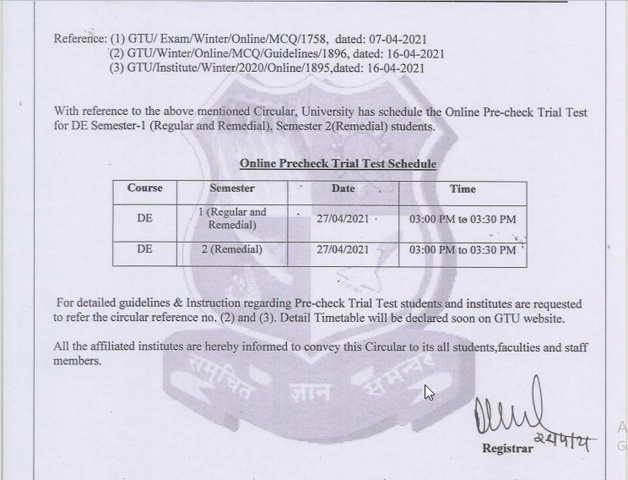 Reference: (1) GTU/ Exam/Winter/Online/MCQ/1758, dated: 07-04-2021
(2) GTU/Winter/Online/MCQ/Guidelines/1896, dated: 16-04-2021
(3) GTU/Institute/Winter/2020/Online/1895,dated: 16-04-2021
With reference to the above mentioned Circular, University has schedule the Online Pre-check Trial Test
for DE Semester-1 (Regular and Remedial), Semester 2(Remedial) students.
Online Precheck Trial Test Schedule
Course Semester Date Time
DE 1 (Regular and Remedial) 27/04/2021 03:00 PM to 03:30 PM
DE 2 (Remedial) 27/04/2021 03:00 PM to 03:30 PM
For detailed guidelines & Instruction regarding Pre-check Trial Test students and institutes are requested
to refer the circular reference no. (2) and (3). Detail Timetable will be declared soon on GTU website.
All the affiliated institutes are hereby informed to convey this Circular to its all students,faculties and staff
members.
समुचित ज्ञान समन्वय
Registrar